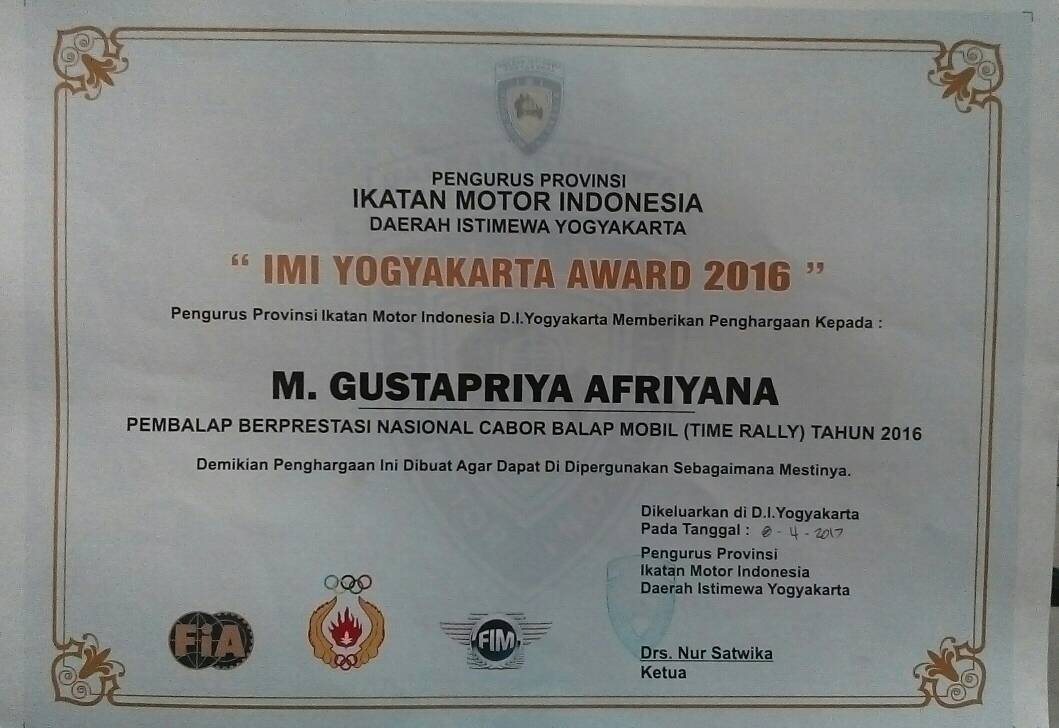 PENGURUS PROVINSI
IKATAN MOTOR INDONESIA
DAERAH ISTIMEWA YOGYAKARTA
“ IMI YOGYAKARTA AWARD 2016 ”
Pengurus Provinsi Ikatan Motor Indonesia D.I.Yogyakarta Memberikan Penghargaan Kepada :
M. GUSTAPRIYA AFRIYANA
PEMBALAP BERPRESTASI NASIONAL CABOR BALAP MOBIL (TIME RALLY) TAHUN 2016
Demikian Penghargaan Ini Dibuat Agar Dapat Di Dipergunakan Sebagaimana Mestinya.
Dikeluarkan di D.I.Yogyakarta
Pada Tanggal : 8 - 4 - 2017
Pengurus Provinsi
Ikatan Motor Indonesia
Daerah Istimewa Yogyakarta
FiA
FIM
Drs. Nur Satwika
Ketua